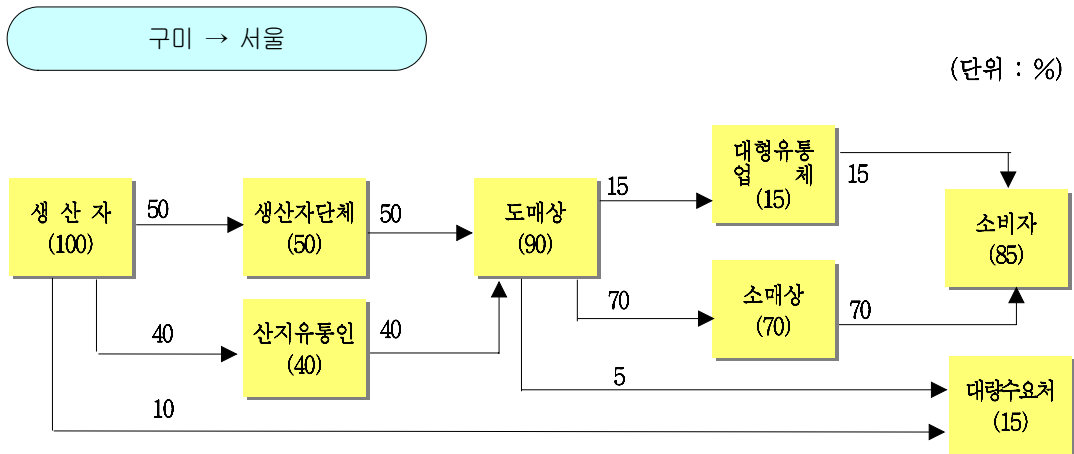 구미 → 서울
(단위 : %)
생 산 자
(100)
50
생산자단체
(50)
50
도매상
(90)
15
대형유통
업 체
(15)
15
소비자
(85)
40
산지유통인
(40)
40
70
소매상
(70)
70
5
10
대량수요처
(15)